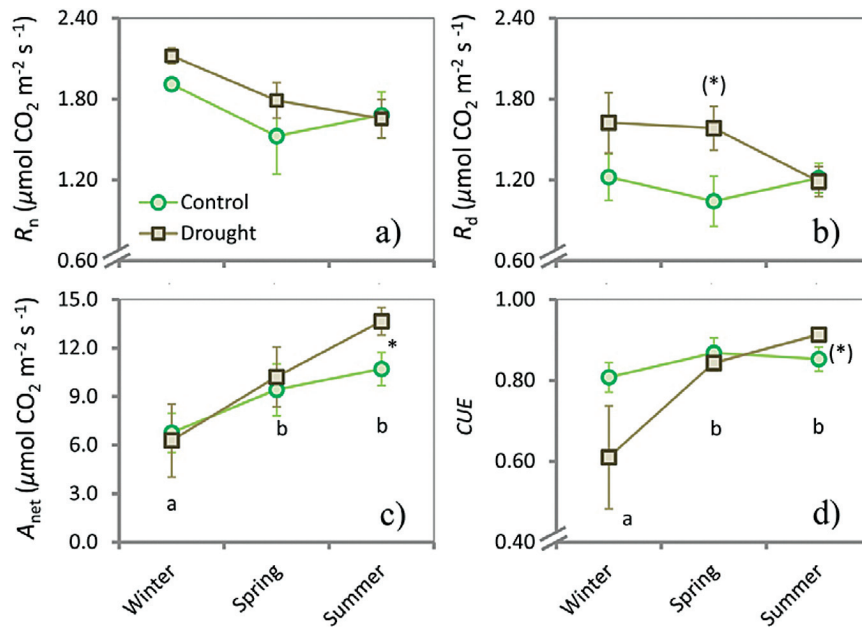 2.40
1.80
1.20
0.60
Rn (μmol CO2 m-2 s -1)
Control
Drought
a)
2.40
1.80
1.20
0.60
Rd (μmol CO2 m-2 s -1)
(*)
b)
15.0
12.0
9.0
6.0
3.0
0.0
Anet (μmol CO2 m-2 s -1)
*
a
b
b
c)
Winter
Spring
Summer
1.00
0.80
0.60
0.40
CUE
(*)
a
b
b
d)
Winter
Spring
Summer